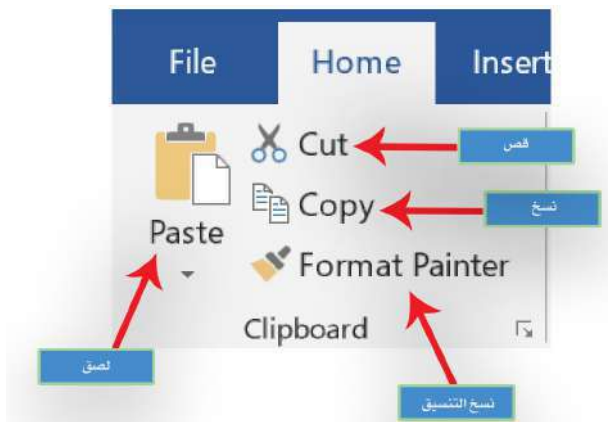 File Home Insert
Cut
قص
Copy
نسخ
Paste
Format Painter
Clipboard
لصق
نسخ التنسيق